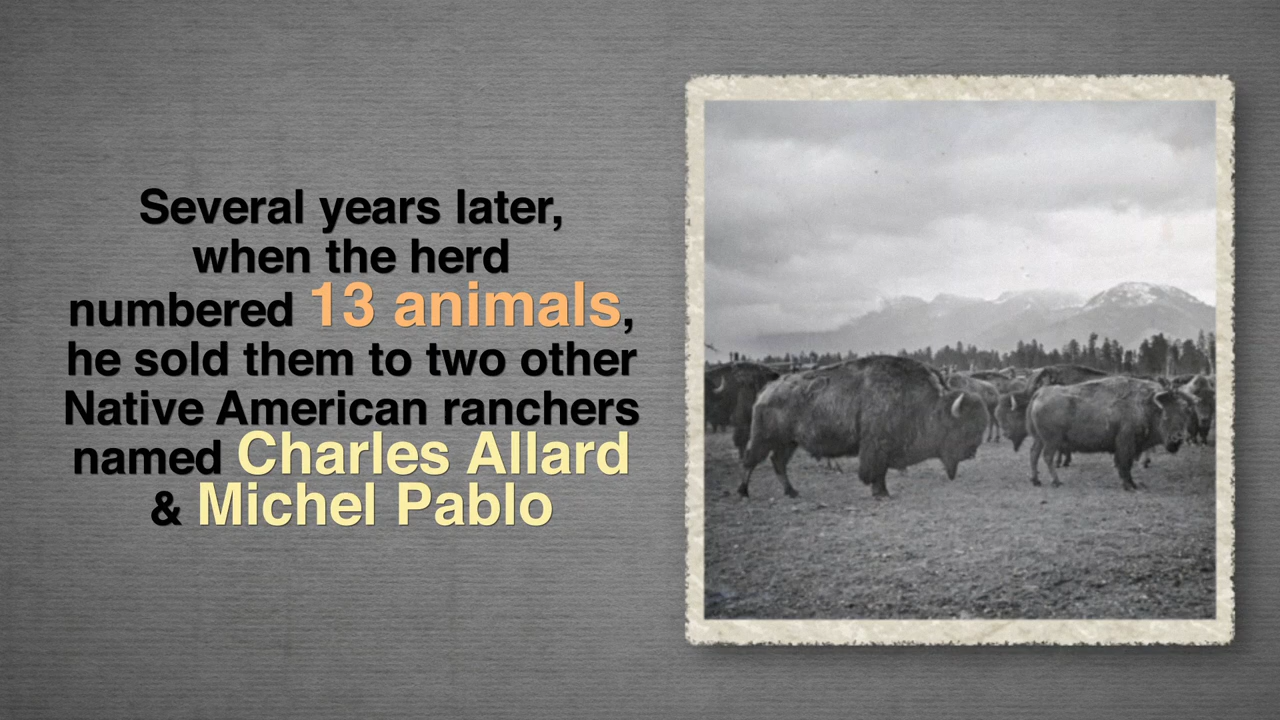 Several years later,
when the herd
numbered 13 animals,
he sold them to two other
Native American ranchers
named Charles Allard
& Michel Pablo